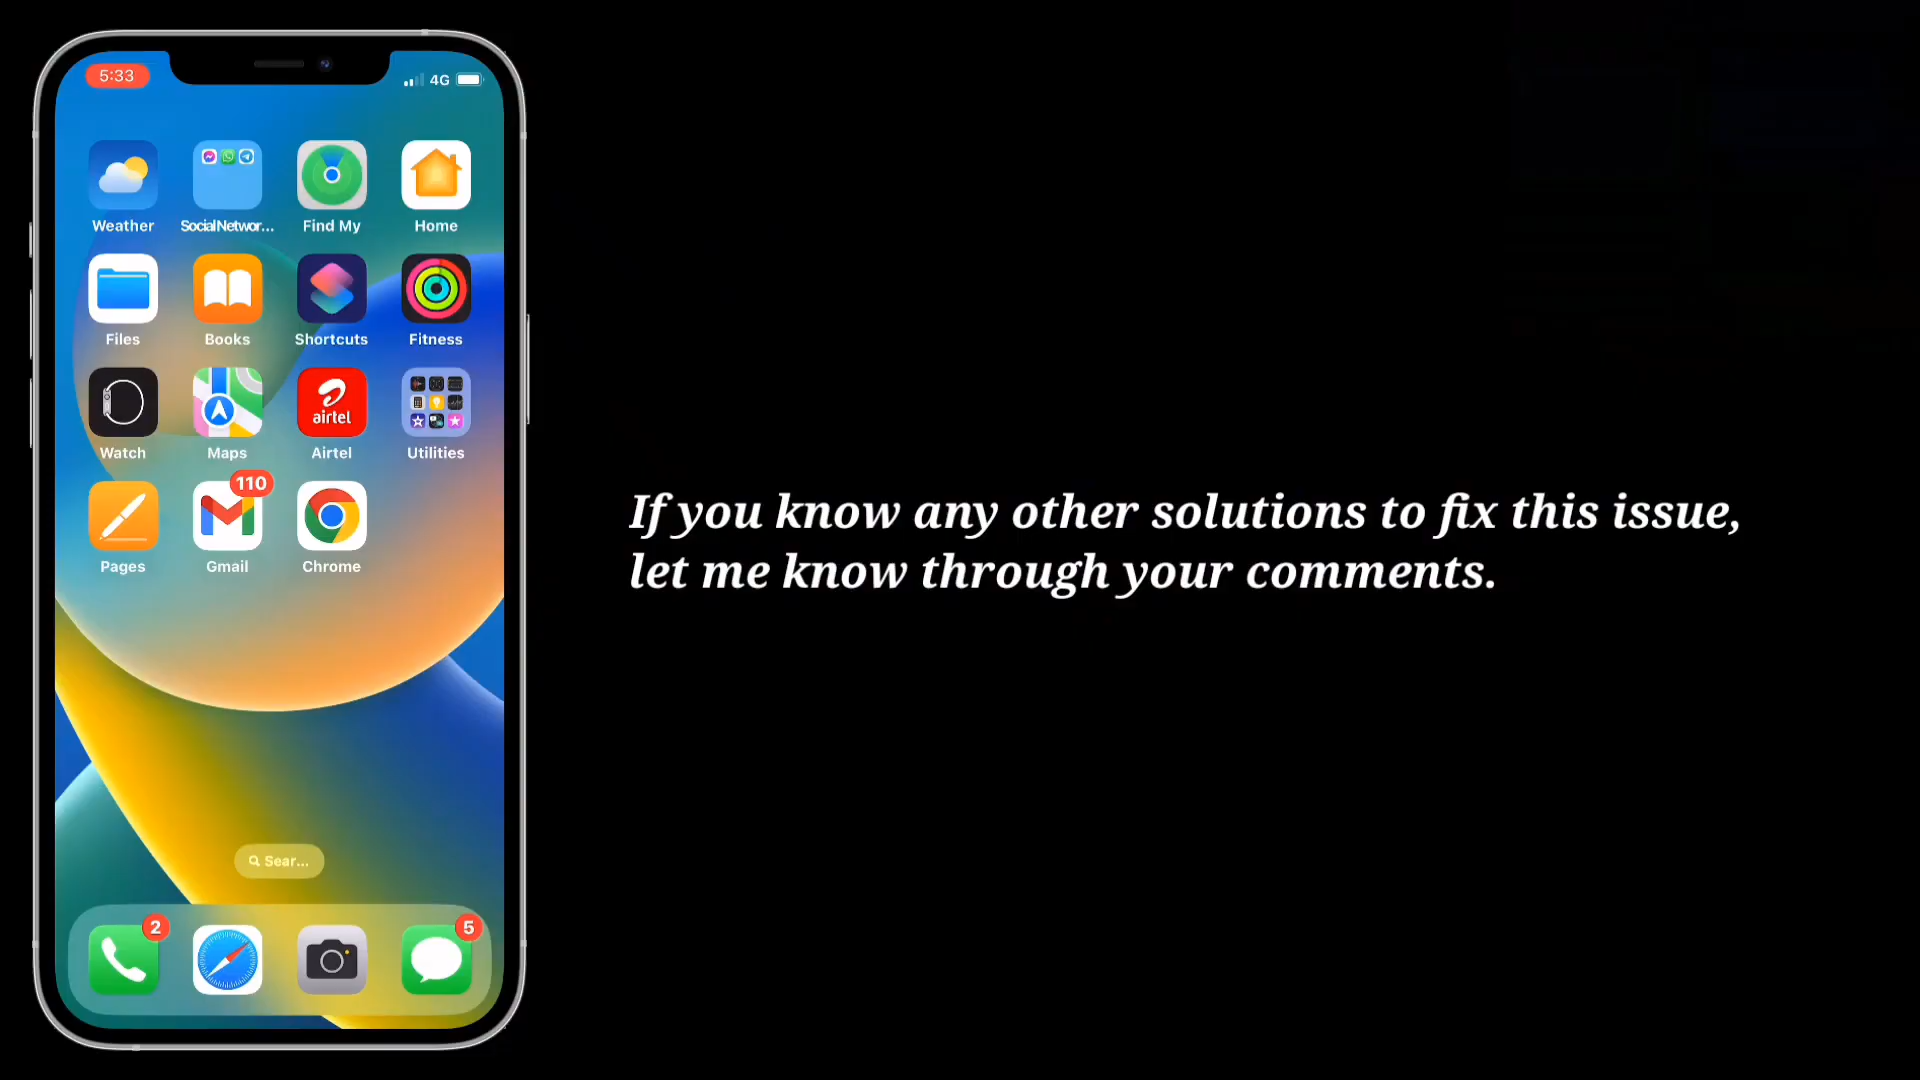 5:33
4G
Weather
SocialNetwor...
Find My
Home
Files
Books
Shortcuts
Fitness
airtel
Watch
Maps
Airtel
Utilities
110
Pages
Gmail
Chrome
If you know any other solutions to fix this issue,
let me know through your comments.
Sear...
2
5